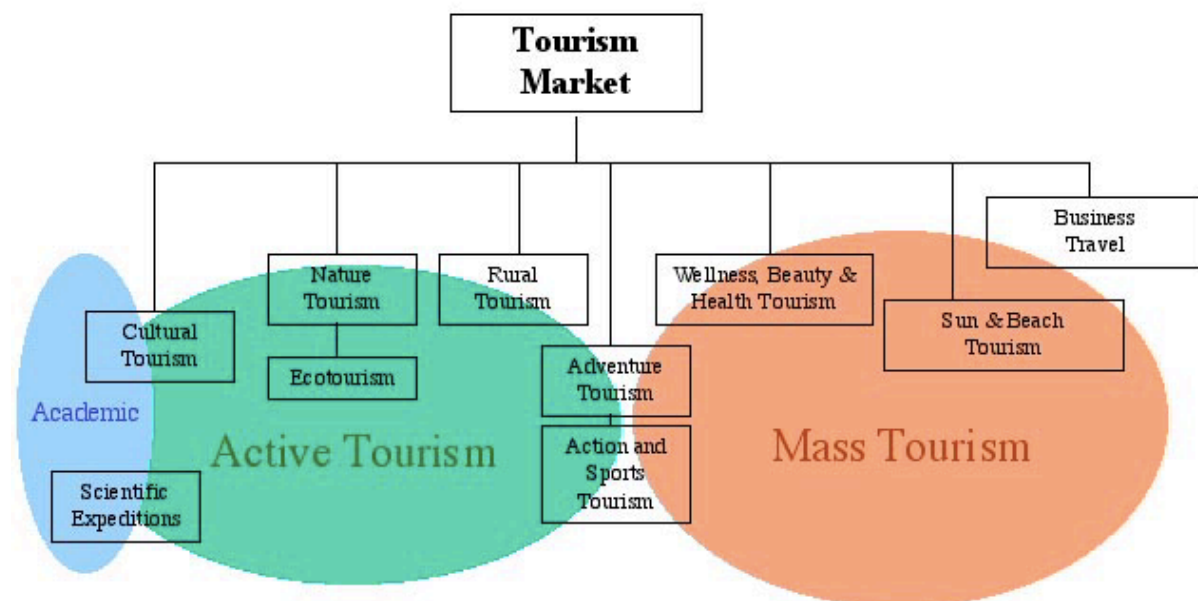 Tourism
Market
Business
Travel
Nature
Tourism
Rural
Tourism
Wellness, Beauty &
Health Tourism
Cultural
Tourism
Sun & Beach
Tourism
Ecotourism
Adventure
Tourism
Academic
Active Tourism
Action and
Sports
Tourism
Mass Tourism
Scientific
Expeditions